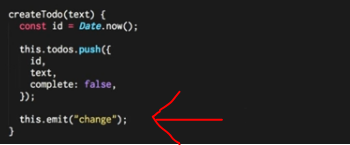 createTodo(text) {
const id = Date.now();
this.todos.push({
id,
text,
complete: false,
});
this.emit("change");
}